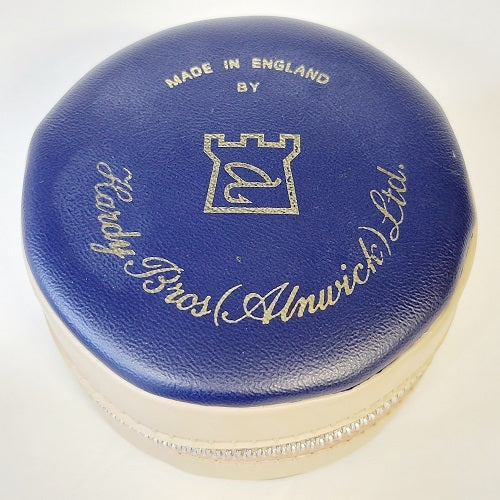 MADE IN ENGLAND
BY
a
Hardy Bros (Alnwick) Ltd.